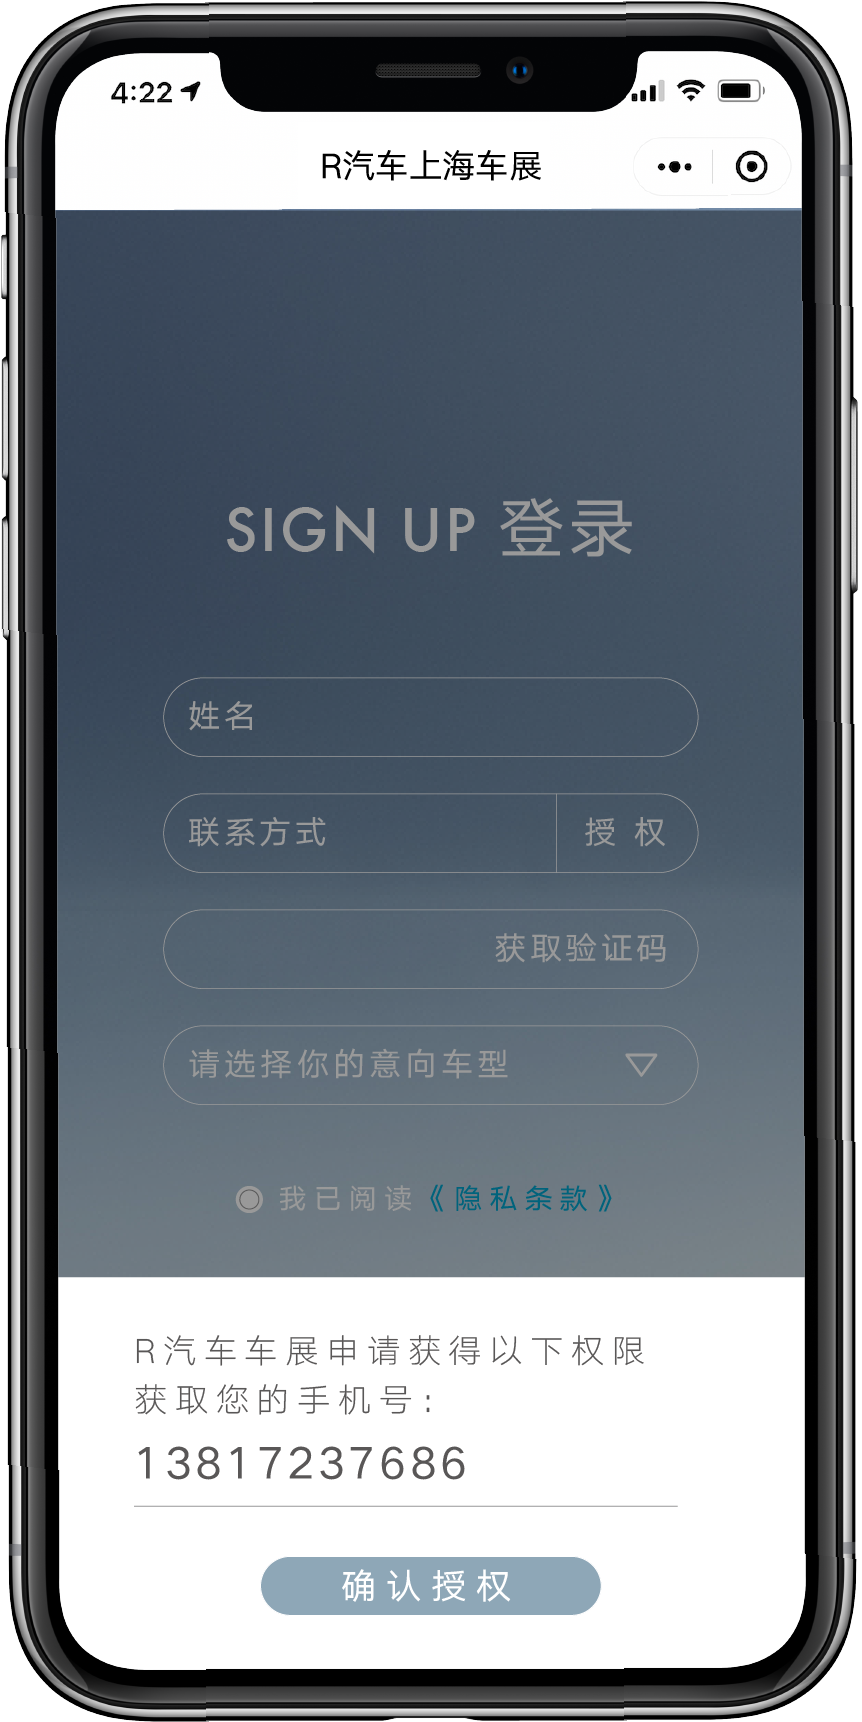 4:22
R汽车上海车展
SIGN UP 登录
姓名
联系方式 授 权
获取验证码
请选择你的意向车型
我已阅读《隐私条款》
R汽车车展申请获得以下权限
获取您的手机号:
13817237686
确认授权